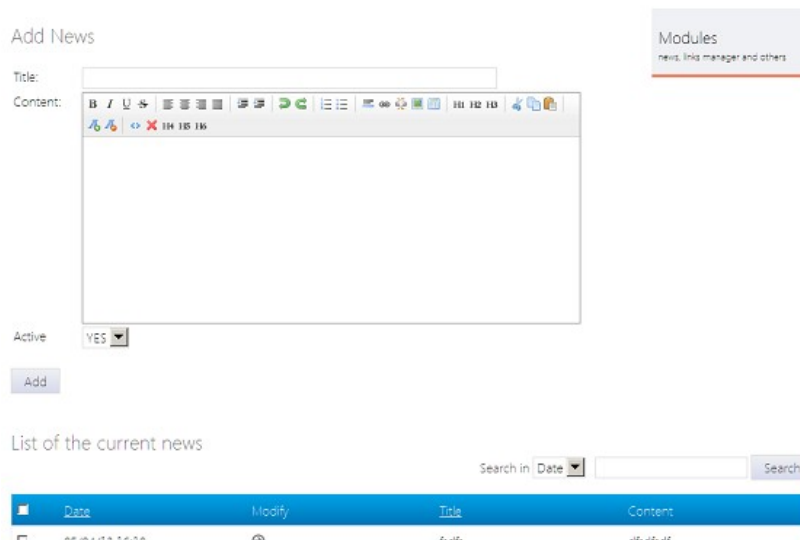 Add News
Modules
news, links manager and others
Title:
Content:
B I U S H1 H2 H3
H4 H5 H6
Active
YES
Add
List of the current news
Search in Date Search
Date Modify Title Content